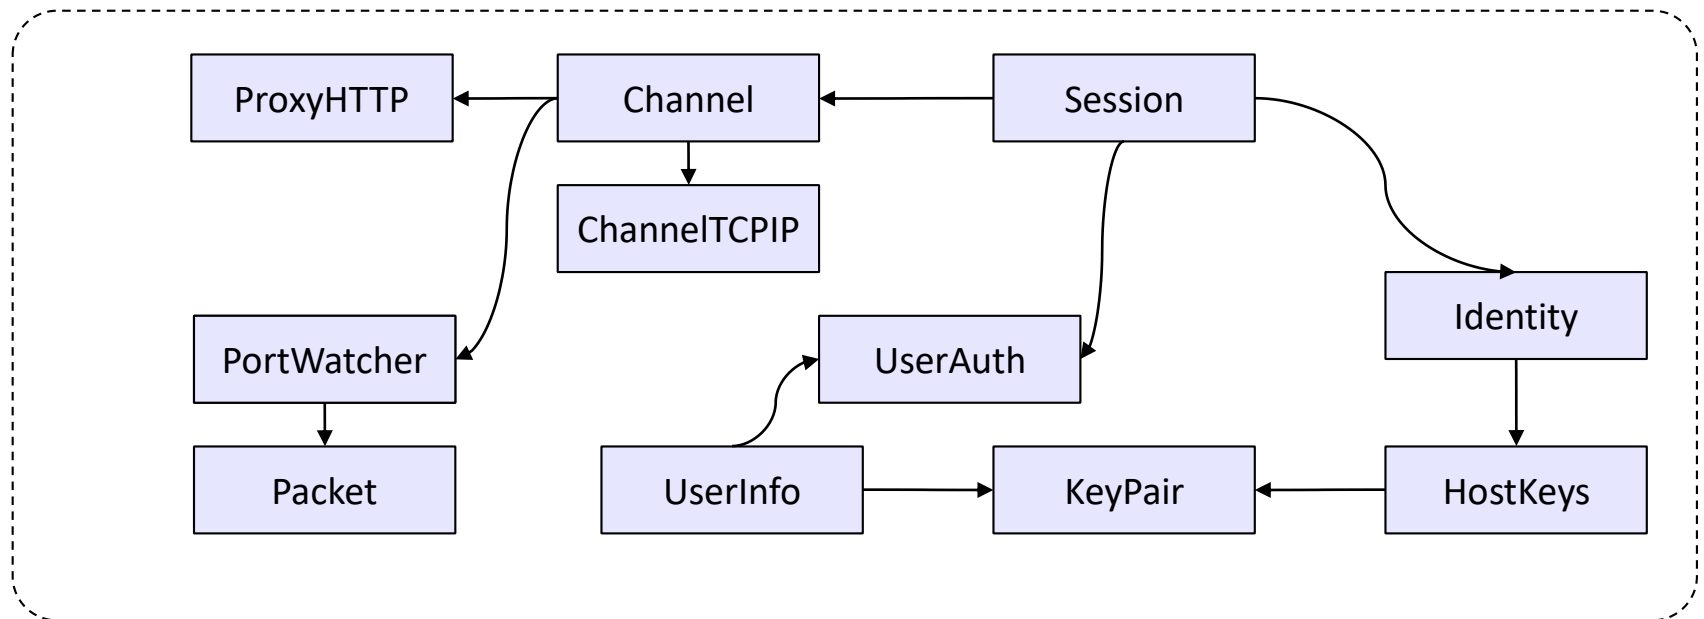 ProxyHTTP
Channel
Session
ChannelTCPIP
Identity
PortWatcher
UserAuth
Packet
UserInfo
KeyPair
HostKeys